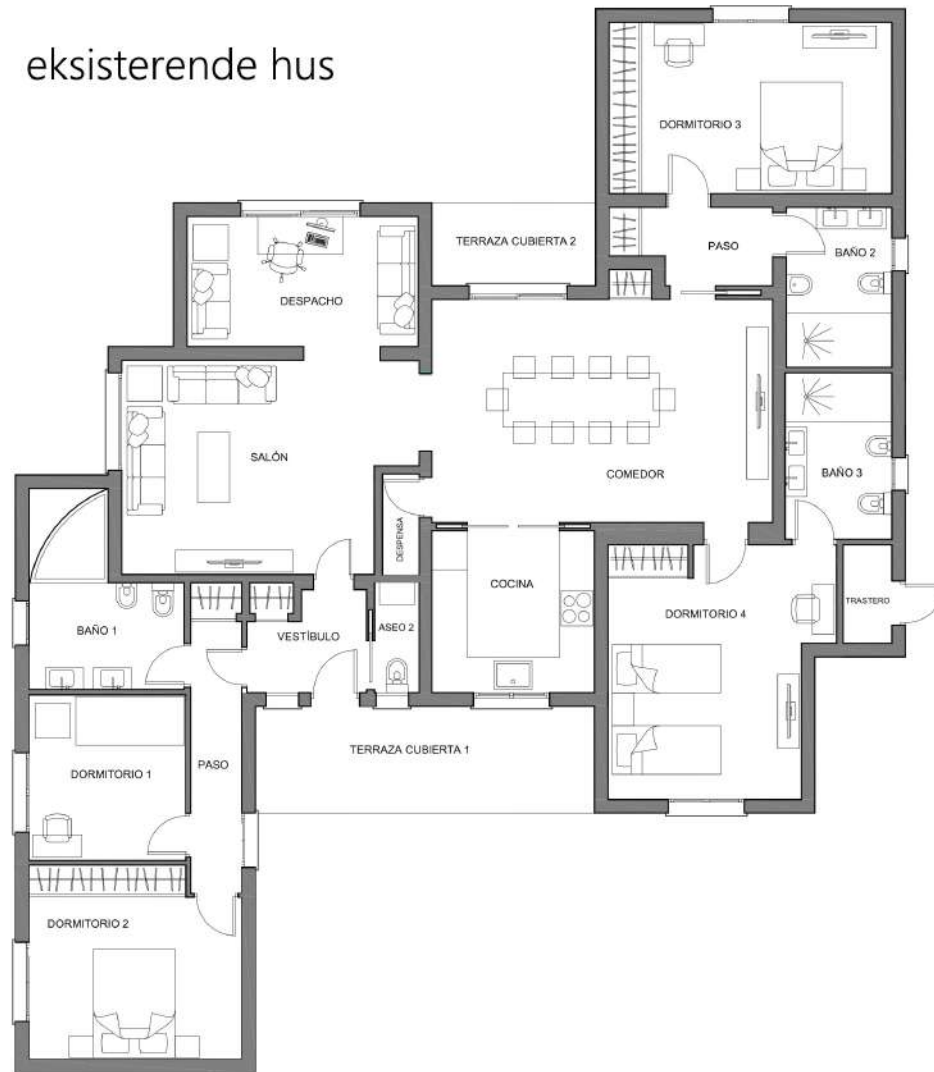 eksisterende hus
DORMITORIO 3
TERRAZA CUBIERTA 2
PASO
BAÑO 2
DESPACHO
SALÓN
COMEDOR
BAÑO 3
DESPENSA
COCINA
TRASTERO
DORMITORIO 4
BAÑO 1
VESTÍBULO
ASEO 2
TERRAZA CUBIERTA 1
DORMITORIO 1
PASO
DORMITORIO 2